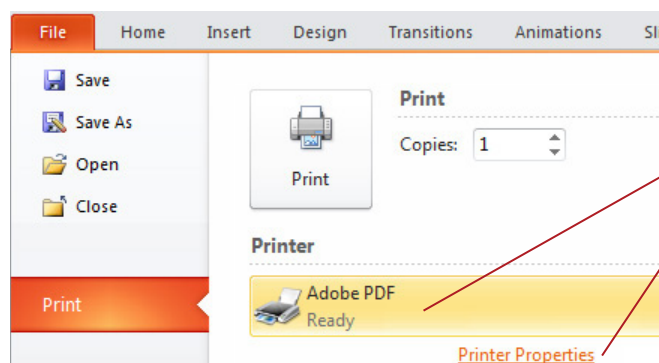 File Home Insert Design Transitions Animations
Save
Save As
Open
Close
Print
Print
Copies: 1
Print
Printer
Adobe PDF
Ready
Printer Properties